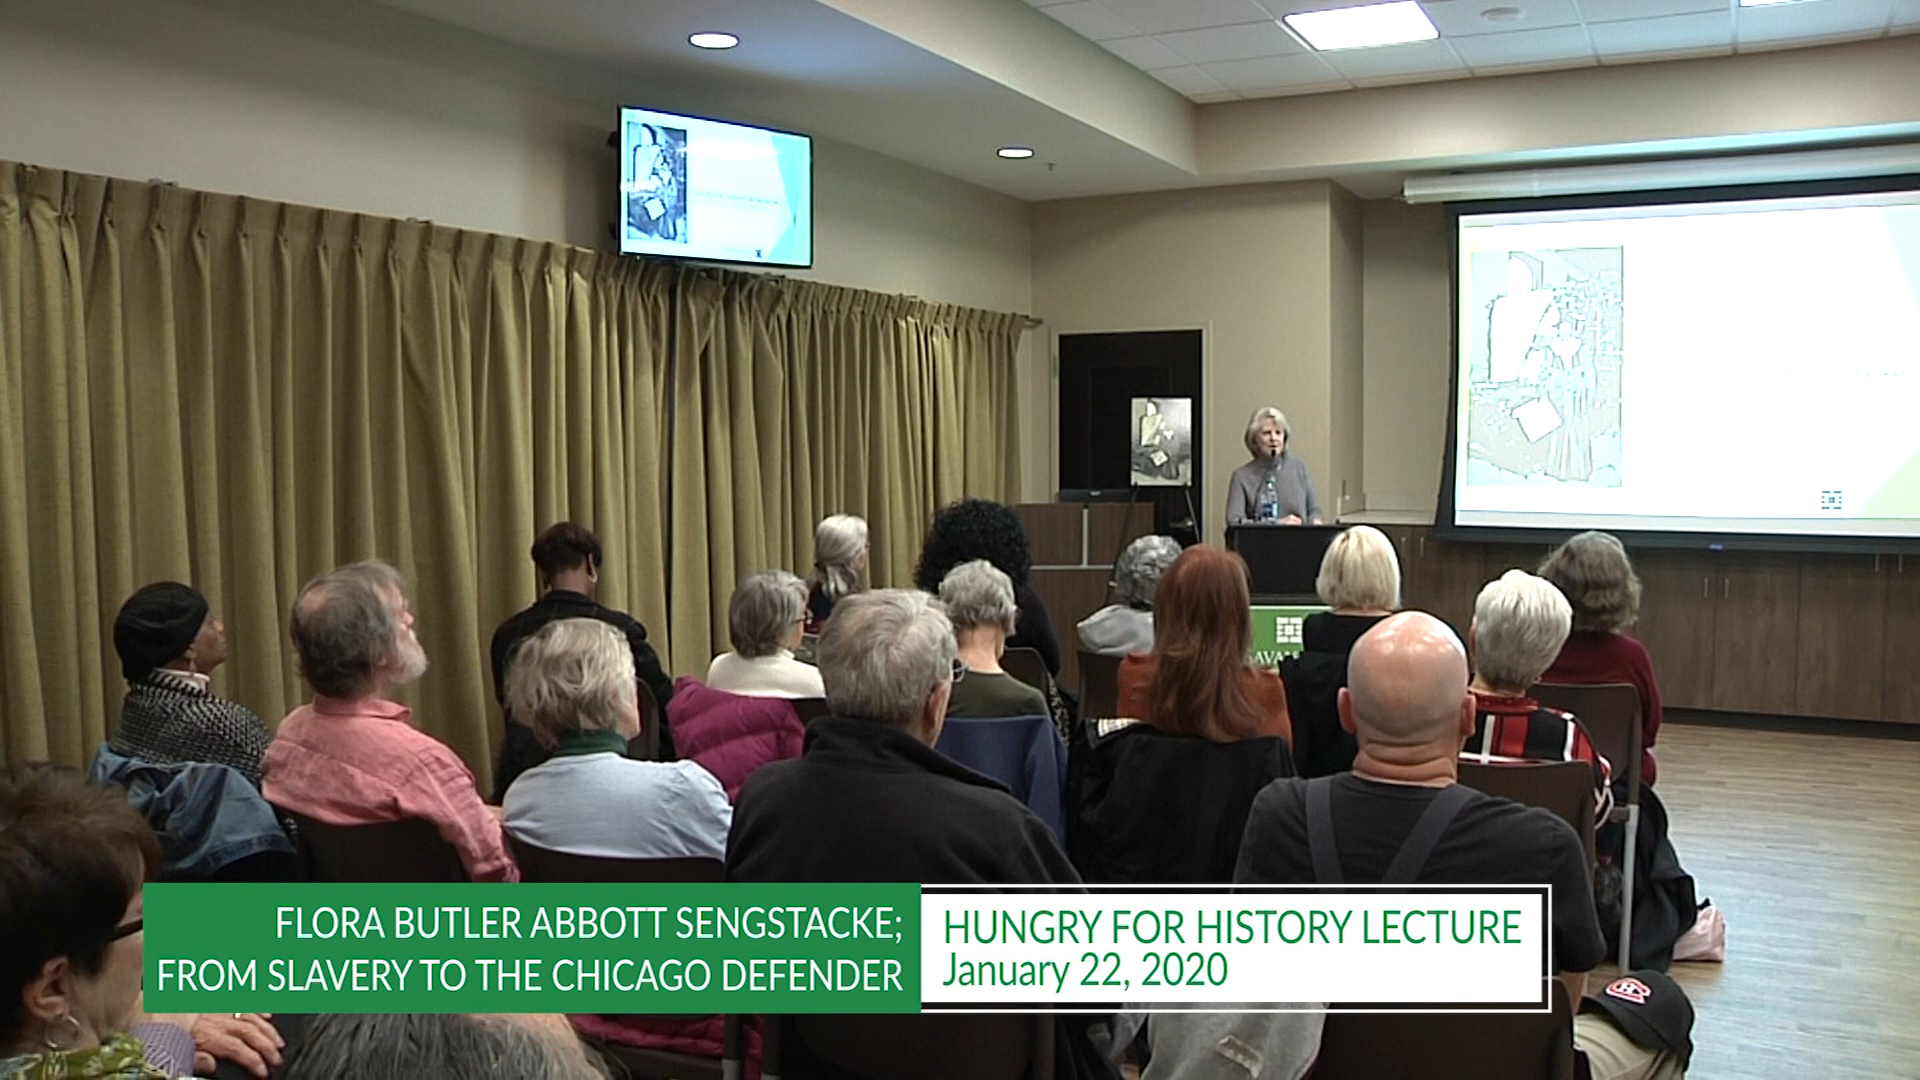 FLORA BUTLER ABBOTT SENGSTACKE;
FROM SLAVERY TO THE CHICAGO DEFENDER
HUNGRY FOR HISTORY LECTURE
January 22, 2020